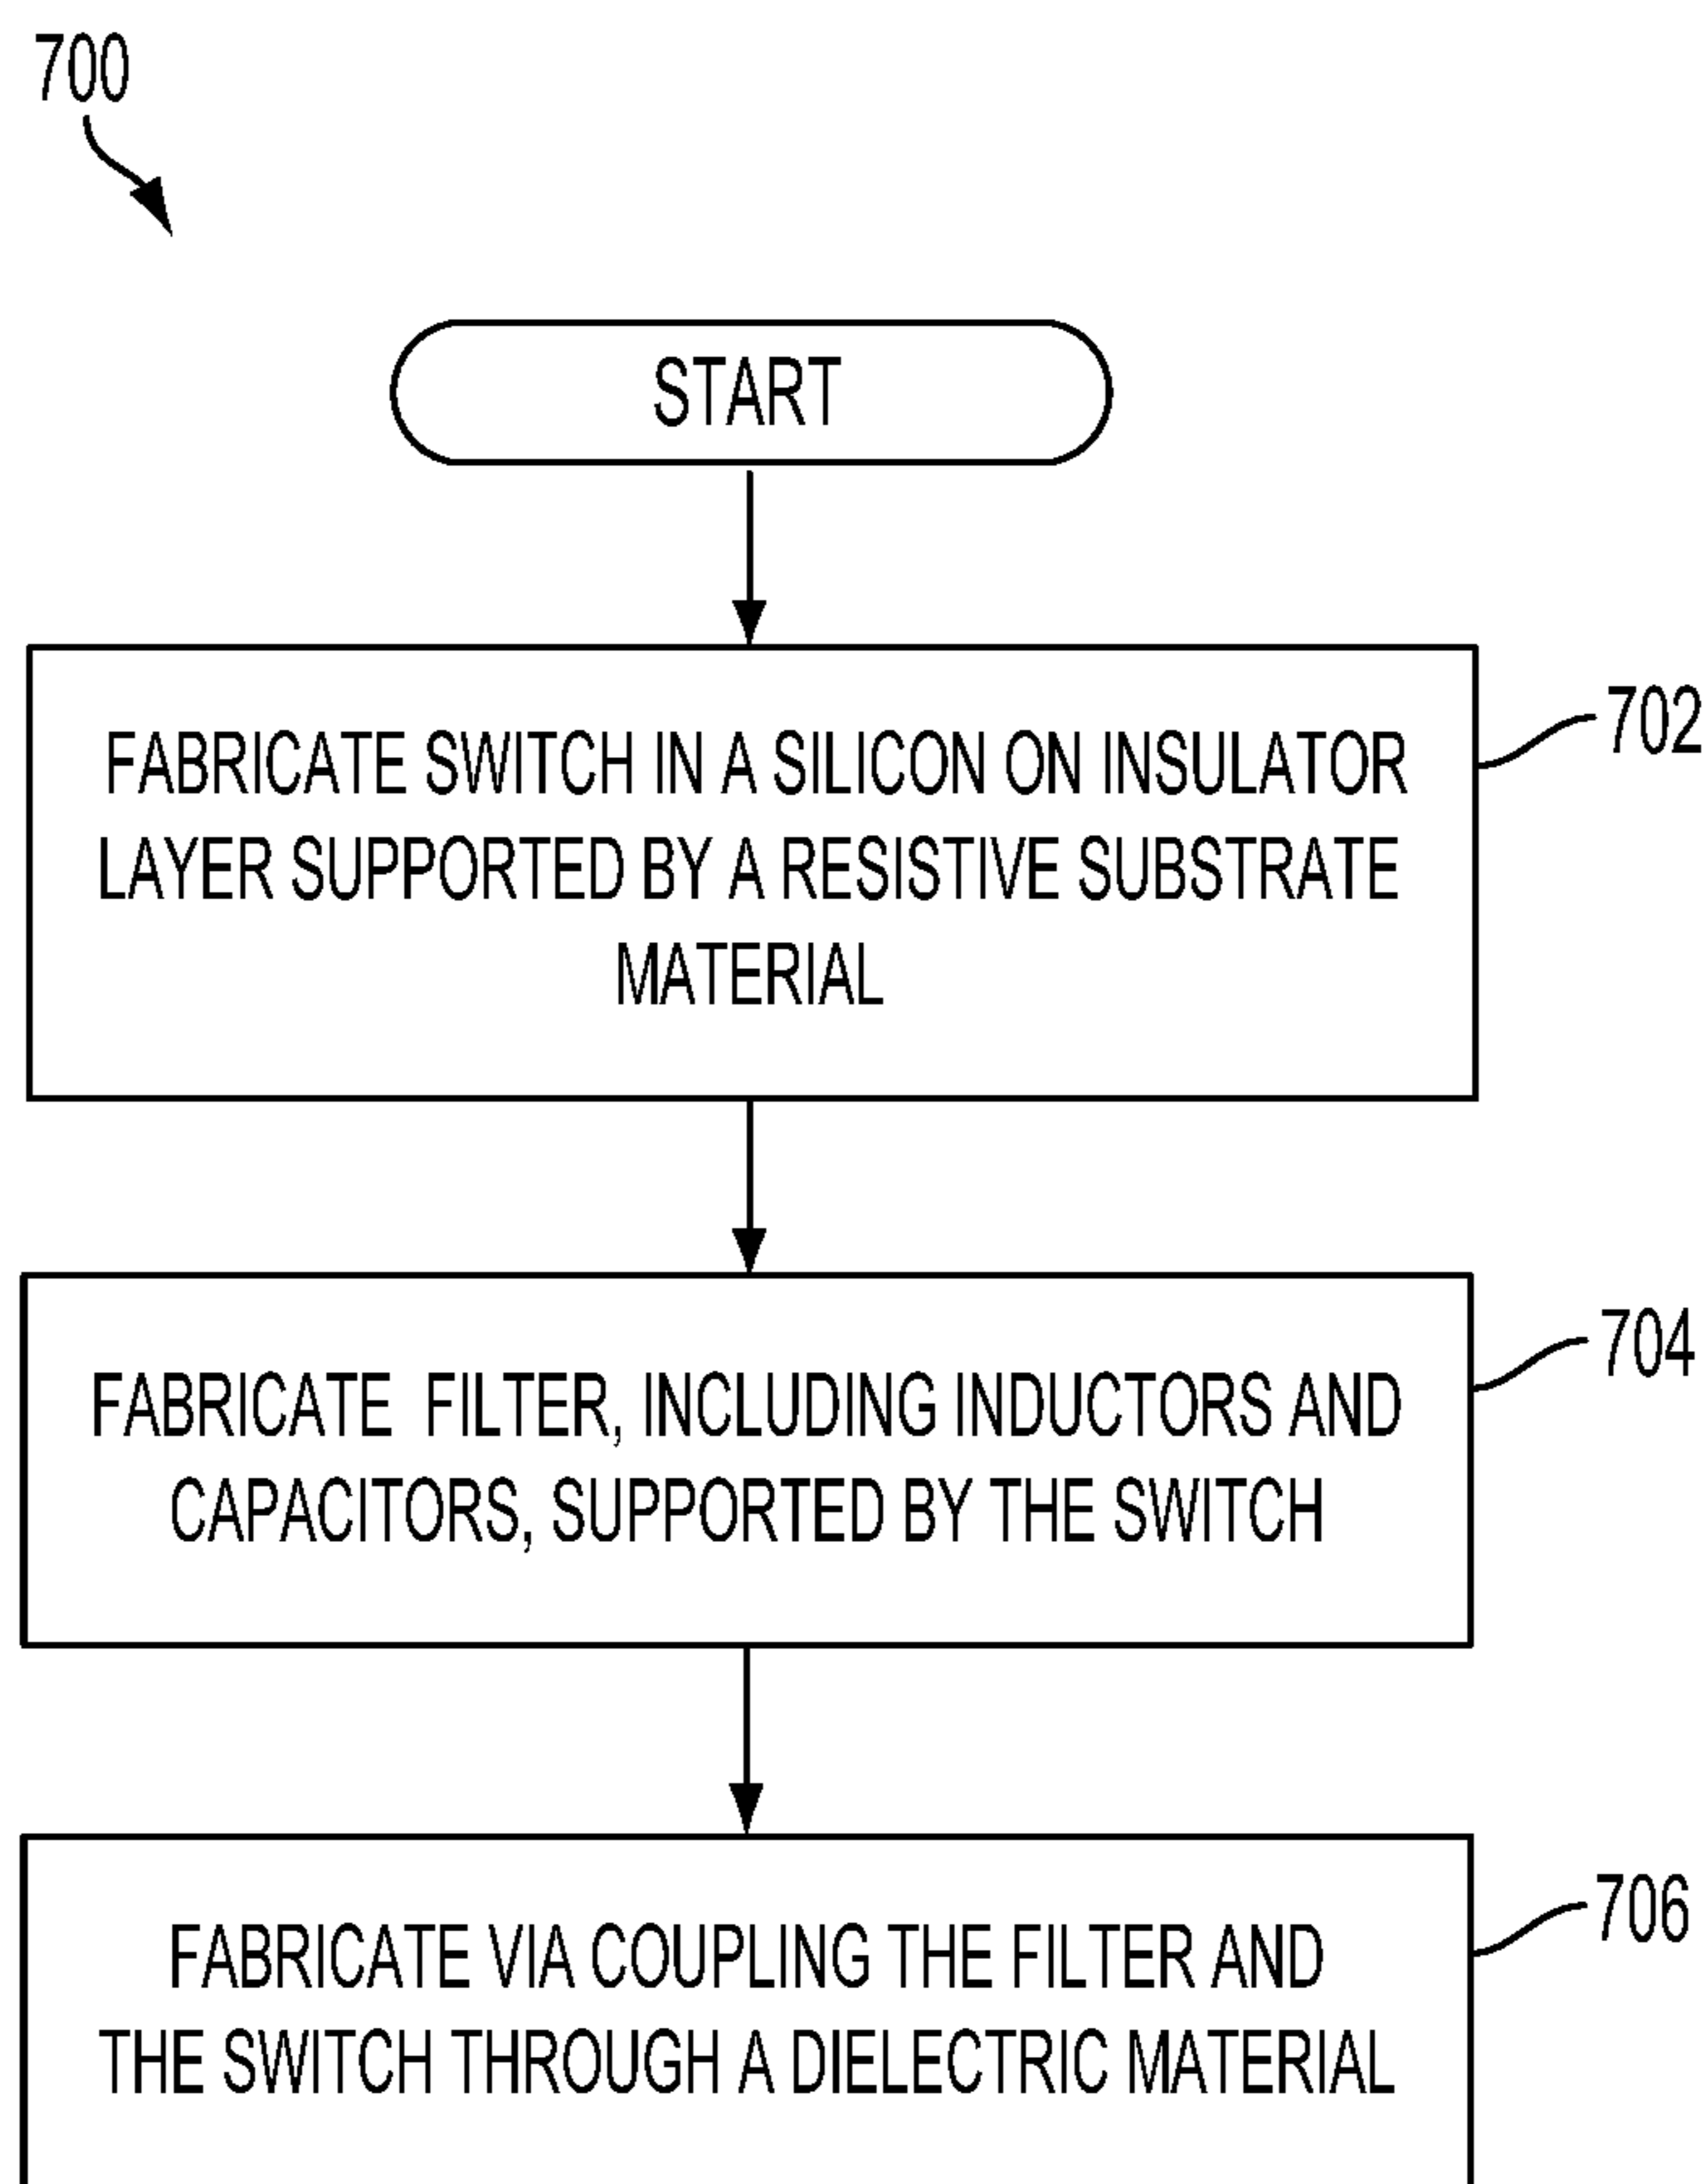 700
START
FABRICATE SWITCH IN A SILICON ON INSULATOR
LAYER SUPPORTED BY A RESISTIVE SUBSTRATE
MATERIAL
702
FABRICATE FILTER, INCLUDING INDUCTORS AND
CAPACITORS, SUPPORTED BY THE SWITCH
704
FABRICATE VIA COUPLING THE FILTER AND
THE SWITCH THROUGH A DIELECTRIC MATERIAL
706